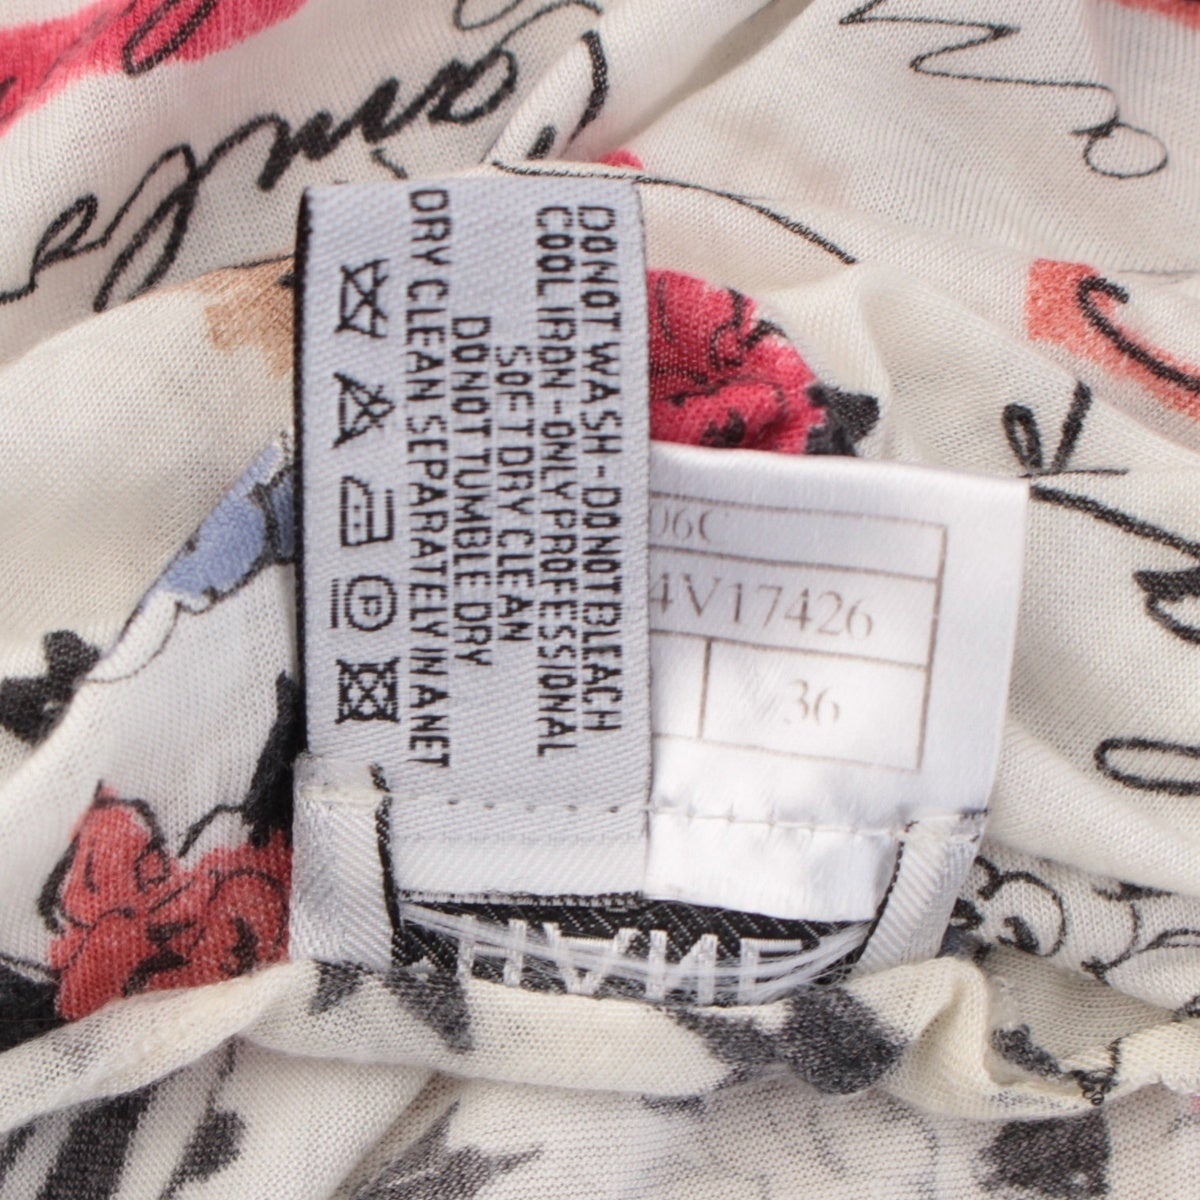 DO NOT WASH - DO NOT BLEACH
COOL IRON - ONLY PROFESSIONAL
SOFT DRY CLEAN
DO NOT TUMBLE DRY
DRY CLEAN SEPARATELY IN A NET
P
06C
4V17426
36